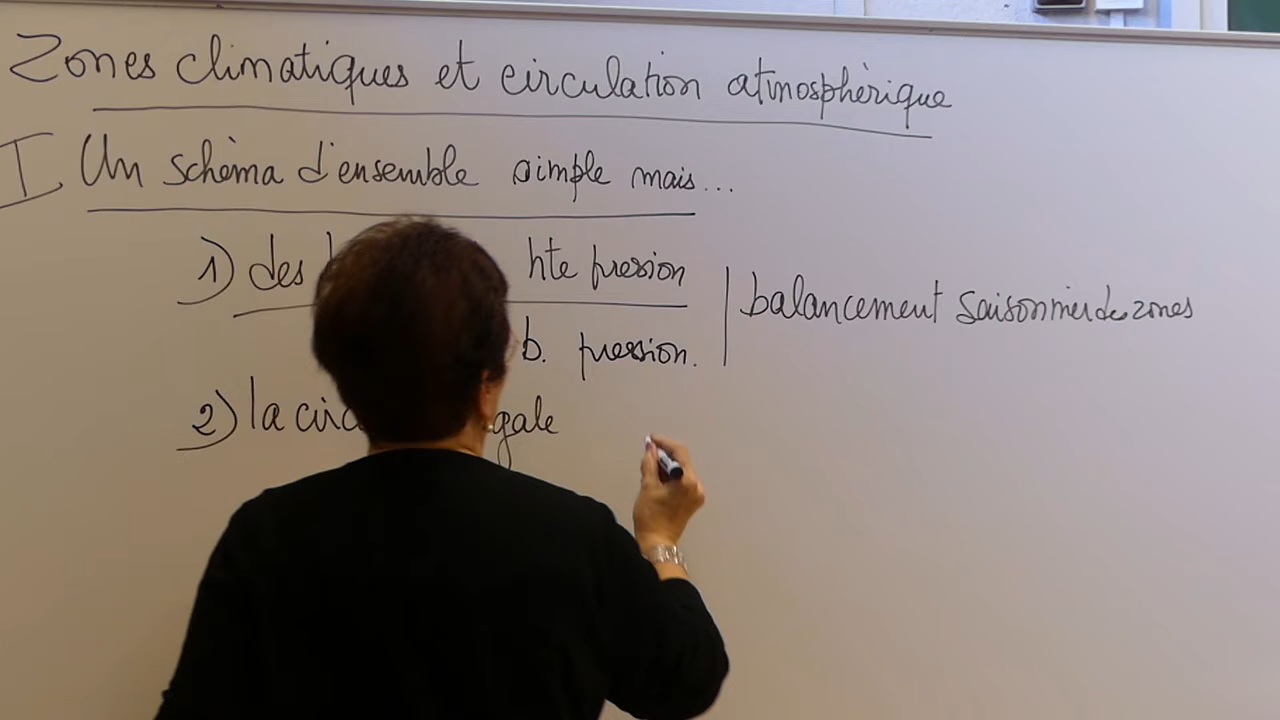 Zones climatiques et circulation atmosphérique
I Un schéma d'ensemble simple mais...
1) des hte pression
balancement saisonnier des zones
b. pression.
2) la circ gale